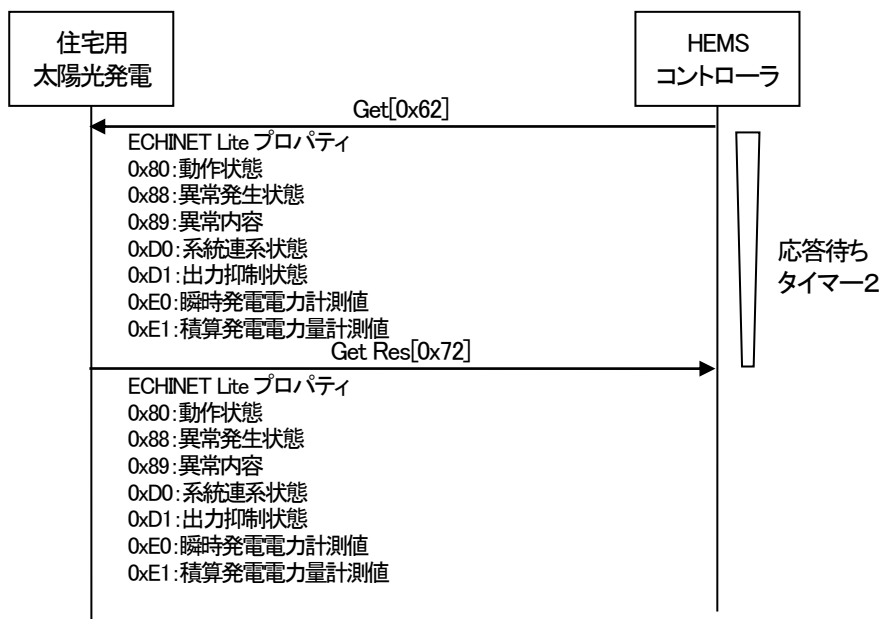 住宅用
太陽光発電
HEMS
コントローラ
Get[0x62]
ECHINET Lite プロパティ
0x80:動作状態
0x88:異常発生状態
0x89:異常内容
0xD0:系統連系状態
0xD1:出力抑制状態
0xE0:瞬時発電電力計測値
0xE1:積算発電電力量計測値
応答待ち
タイマー2
Get Res[0x72]
ECHINET Lite プロパティ
0x80:動作状態
0x88:異常発生状態
0x89:異常内容
0xD0:系統連系状態
0xD1:出力抑制状態
0xE0:瞬時発電電力計測値
0xE1:積算発電電力量計測値